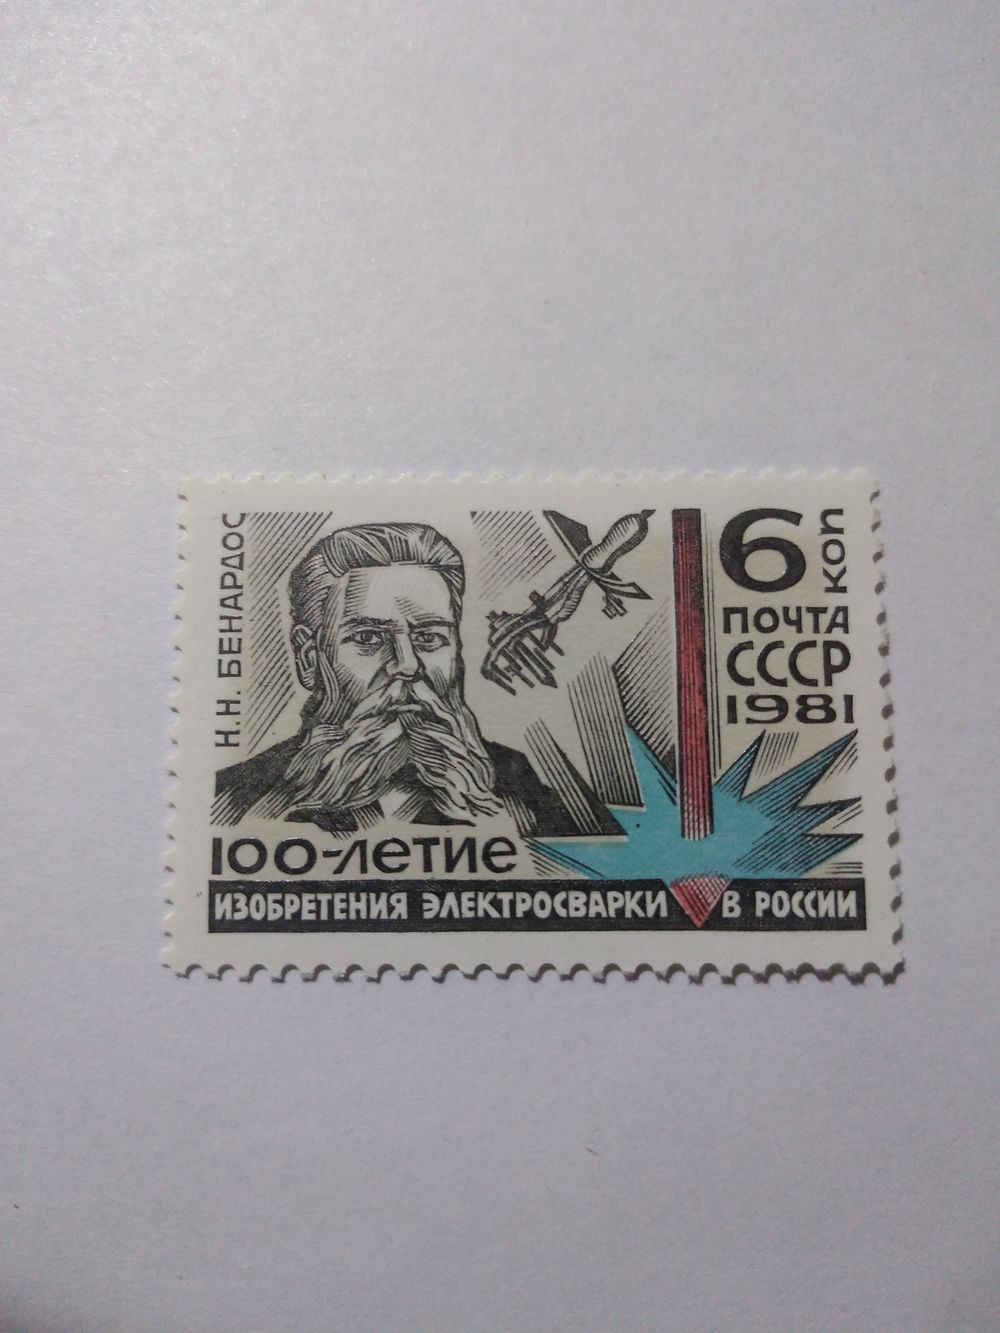 Н.Н. БЕНАРДОС
6 КОП
ПОЧТА
СССР
1981
100-ЛЕТИЕ
ИЗОБРЕТЕНИЯ ЭЛЕКТРОСВАРКИ В РОССИИ